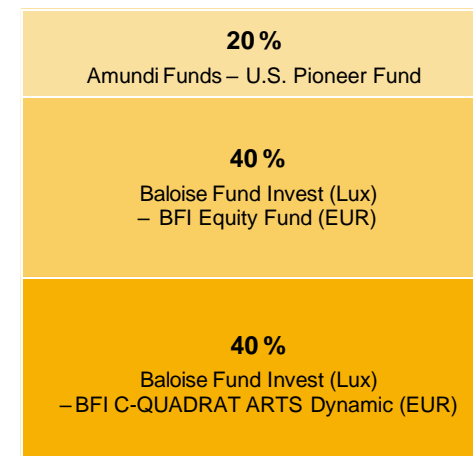 20 %
Amundi Funds – U.S. Pioneer Fund
40 %
Baloise Fund Invest (Lux)
– BFI Equity Fund (EUR)
40 %
Baloise Fund Invest (Lux)
– BFI C-QUADRAT ARTS Dynamic (EUR)